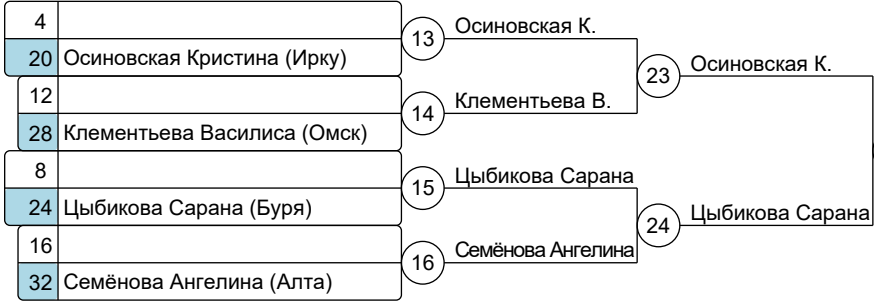 4
20 Осиновская Кристина (Ирку)
13 Осиновская К.
12
28 Клементьева Василиса (Омск)
14 Клементьева В.
23 Осиновская К.
8
24 Цыбикова Сарана (Буря)
15 Цыбикова Сарана
16
32 Семёнова Ангелина (Алта)
16 Семёнова Ангелина
24 Цыбикова Сарана